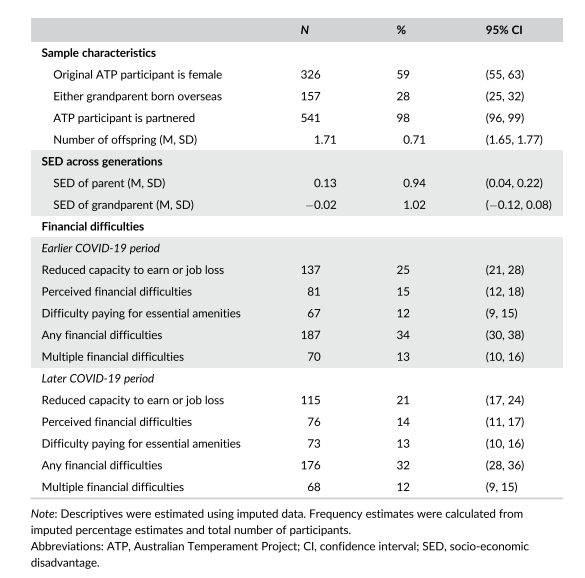 N % 95% CI
Sample characteristics
Original ATP participant is female 326 59 (55, 63)
Either grandparent born overseas 157 28 (25, 32)
ATP participant is partnered 541 98 (96, 99)
Number of offspring (M, SD) 1.71 0.71 (1.65, 1.77)
SED across generations
SED of parent (M, SD) 0.13 0.94 (0.04, 0.22)
SED of grandparent (M, SD) −0.02 1.02 (−0.12, 0.08)
Financial difficulties
Earlier COVID-19 period
Reduced capacity to earn or job loss 137 25 (21, 28)
Perceived financial difficulties 81 15 (12, 18)
Difficulty paying for essential amenities 67 12 (9, 15)
Any financial difficulties 187 34 (30, 38)
Multiple financial difficulties 70 13 (10, 16)
Later COVID-19 period
Reduced capacity to earn or job loss 115 21 (17, 24)
Perceived financial difficulties 76 14 (11, 17)
Difficulty paying for essential amenities 73 13 (10, 16)
Any financial difficulties 176 32 (28, 36)
Multiple financial difficulties 68 12 (9, 15)
Note: Descriptives were estimated using imputed data. Frequency estimates were calculated from
imputed percentage estimates and total number of participants.
Abbreviations: ATP, Australian Temperament Project; CI, confidence interval; SED, socio-economic
disadvantage.